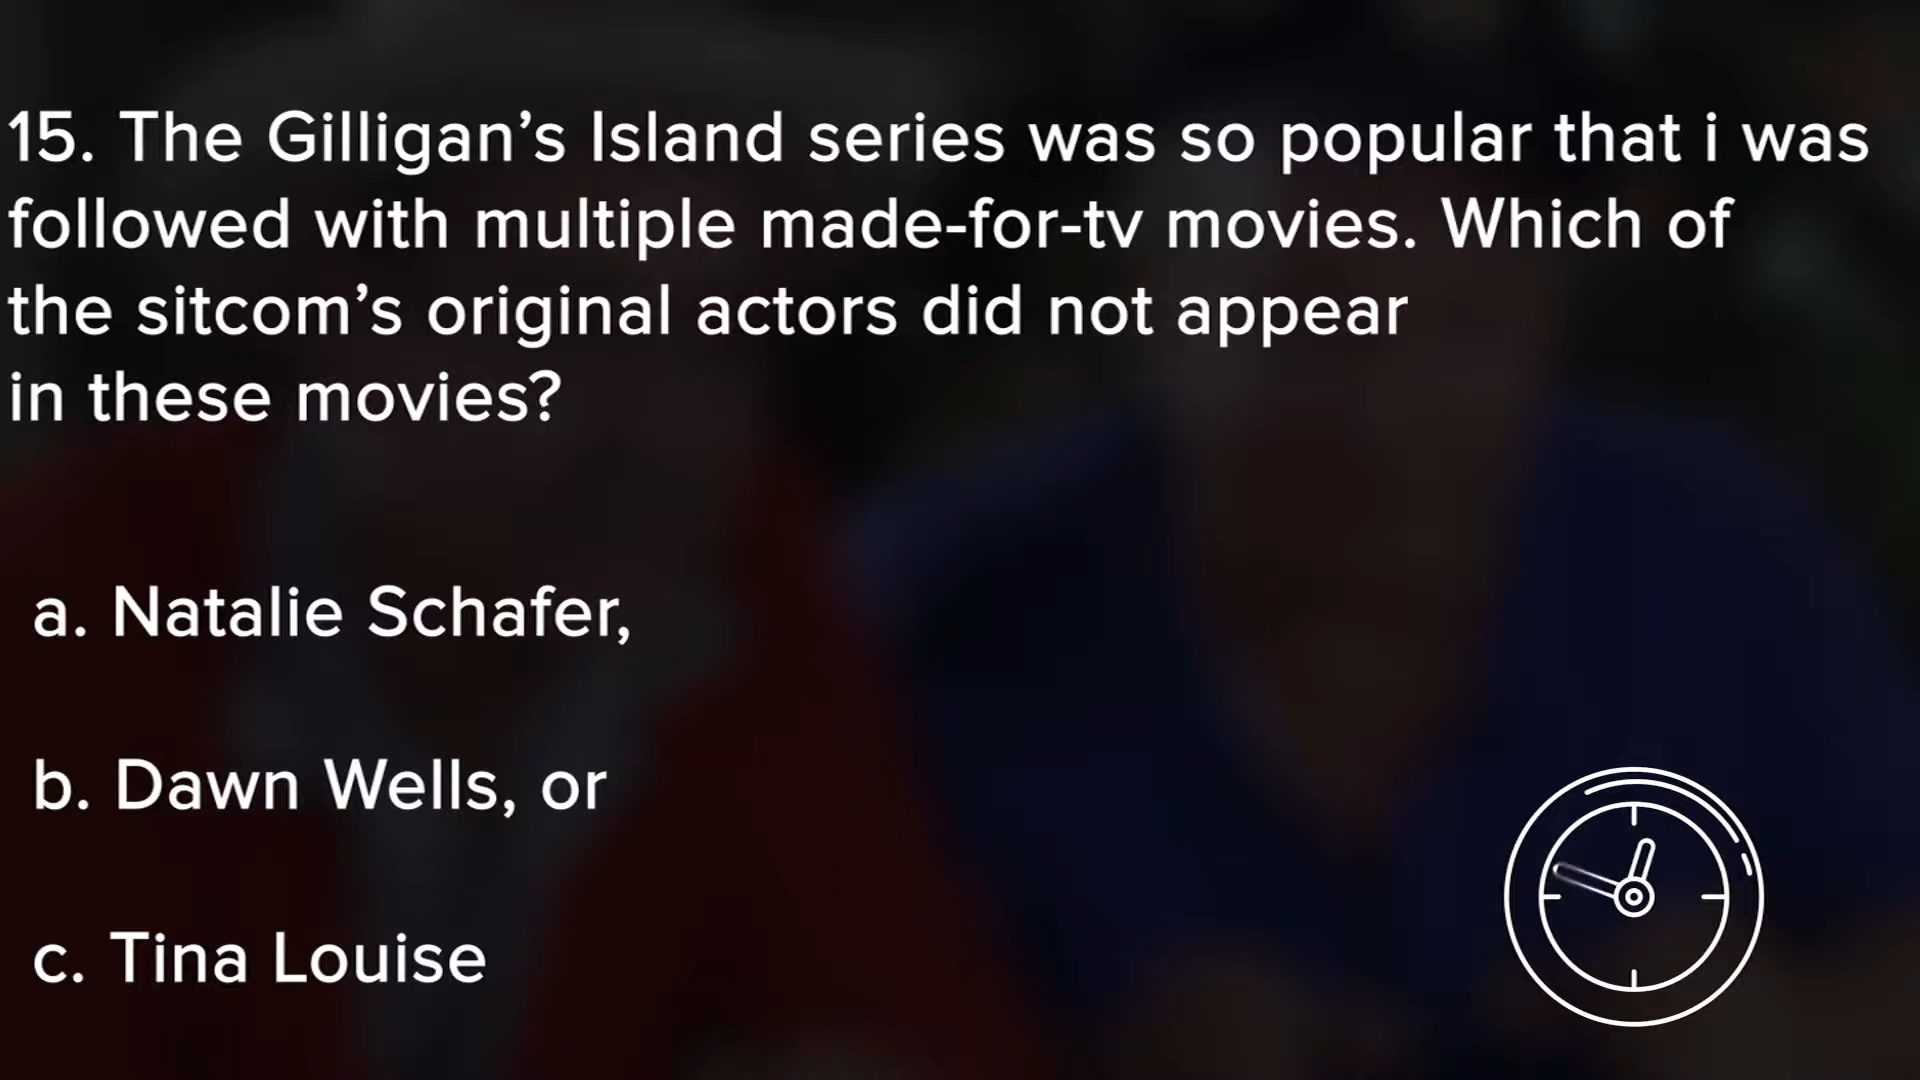 15. The Gilligan’s Island series was so popular that i was
followed with multiple made-for-tv movies. Which of
the sitcom’s original actors did not appear
in these movies?
a. Natalie Schafer,
b. Dawn Wells, or
c. Tina Louise